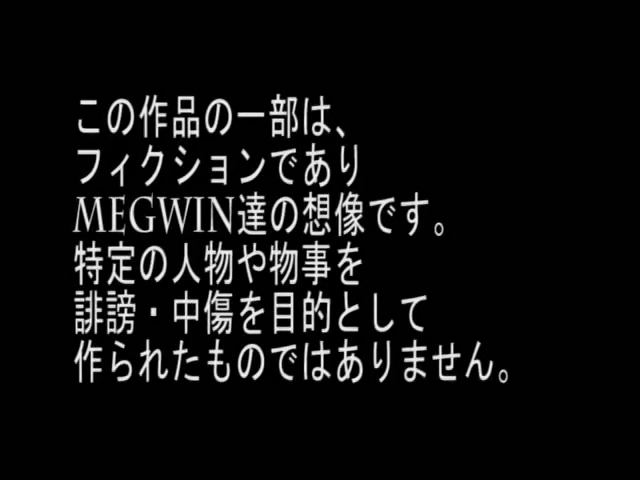 この作品の一部は、
フィクションであり
MEGWIN達の想像です。
特定の人物や物事を
誹謗・中傷を目的として
作られたものではありません。